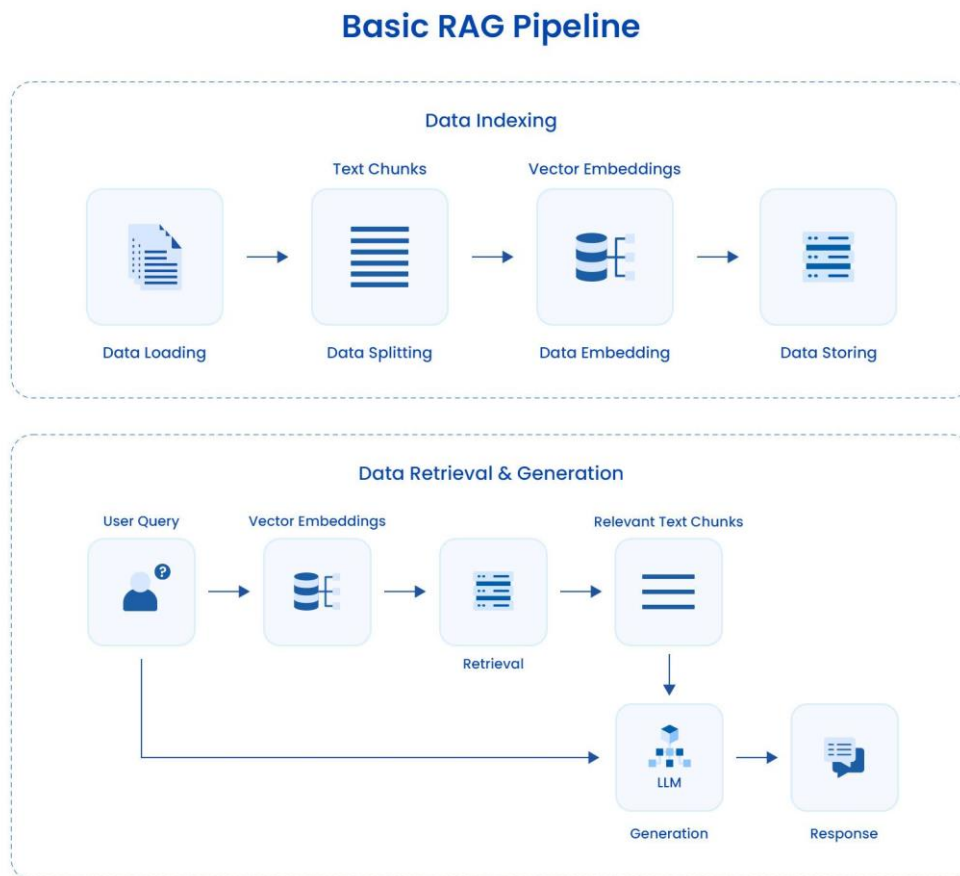 Basic RAG Pipeline
Data Indexing
Text Chunks
Vector Embeddings
Data Loading
Data Splitting
Data Embedding
Data Storing
Data Retrieval & Generation
User Query
Vector Embeddings
Relevant Text Chunks
?
Retrieval
LLM
Generation
Response